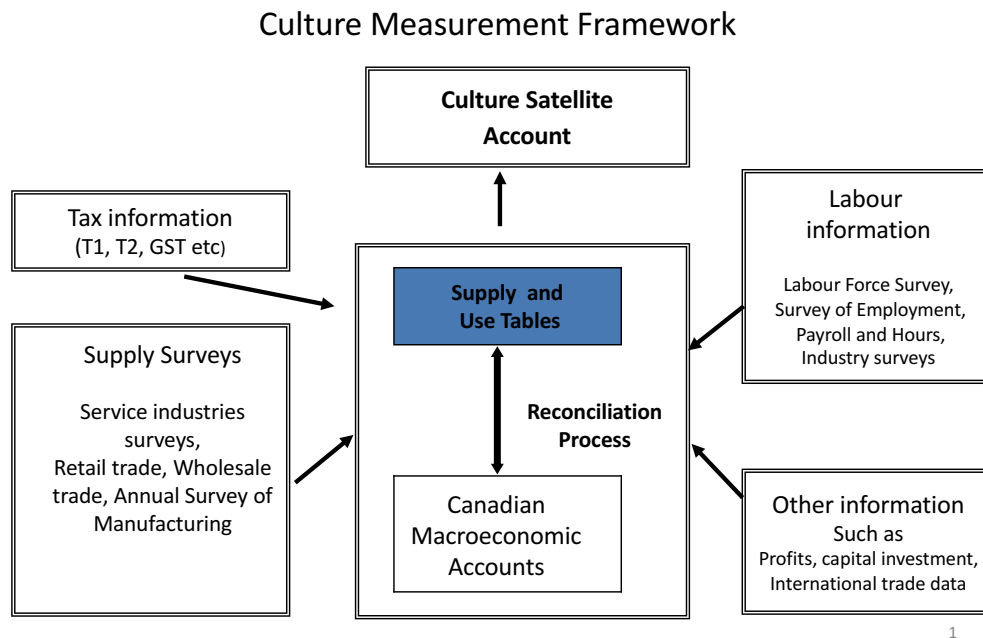 Culture Measurement Framework
Culture Satellite
Account
Tax information
(T1, T2, GST etc)
Supply Surveys
Service industries
surveys,
Retail trade, Wholesale
trade, Annual Survey of
Manufacturing
Supply and
Use Tables
Reconciliation
Process
Canadian
Macroeconomic
Accounts
Labour
information
Labour Force Survey,
Survey of Employment,
Payroll and Hours,
Industry surveys
Other information
Such as
Profits, capital investment,
International trade data
1